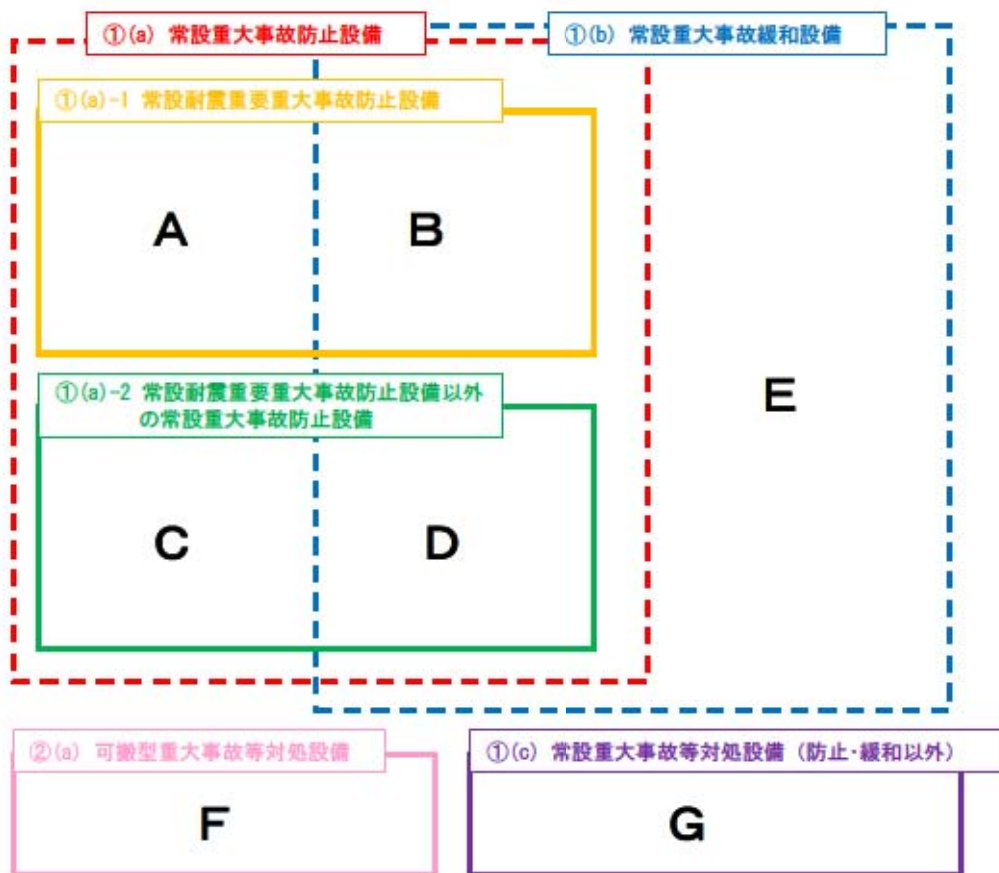 ①(a) 常設重大事故防止設備
①(b) 常設重大事故緩和設備
①(a)-1 常設耐震重要重大事故防止設備
A
B
①(a)-2 常設耐震重要重大事故防止設備以外
の常設重大事故防止設備
E
C
D
②(a) 可搬型重大事故等対処設備
①(c) 常設重大事故等対処設備(防止・緩和以外)
F
G